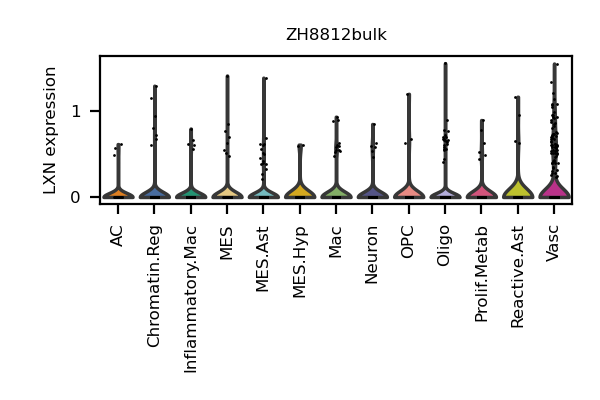 ZH8812bulk
LXN expression
1
0
AC
Chromatin.Reg
Inflammatory.Mac
MES
MES.Ast
MES.Hyp
Mac
Neuron
OPC
Oligo
Prolif.Metab
Reactive.Ast
Vasc